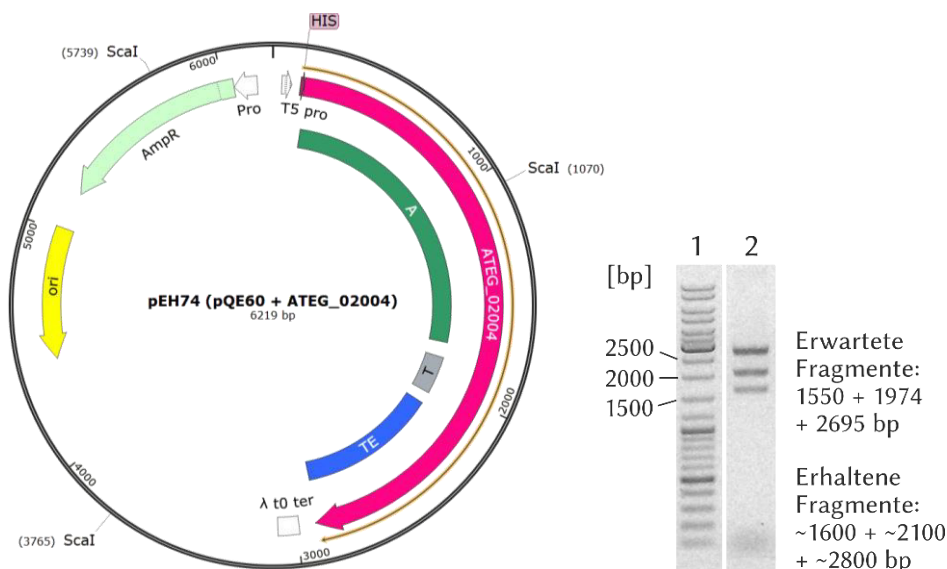 HIS
(5739) ScaI
6000
Pro
T5 pro
AmpR
1000
ScaI (1070)
A
ATEG_02004
5000
ori
pEH74 (pQE60 + ATEG_02004)
6219 bp
T
TE
2000
4000
λ t0 ter
(3765) ScaI
3000
1 2
[bp]
2500
2000
1500
Erwartete
Fragmente:
1550 + 1974
+ 2695 bp
Erhaltene
Fragmente:
~1600 + ~2100
+ ~2800 bp